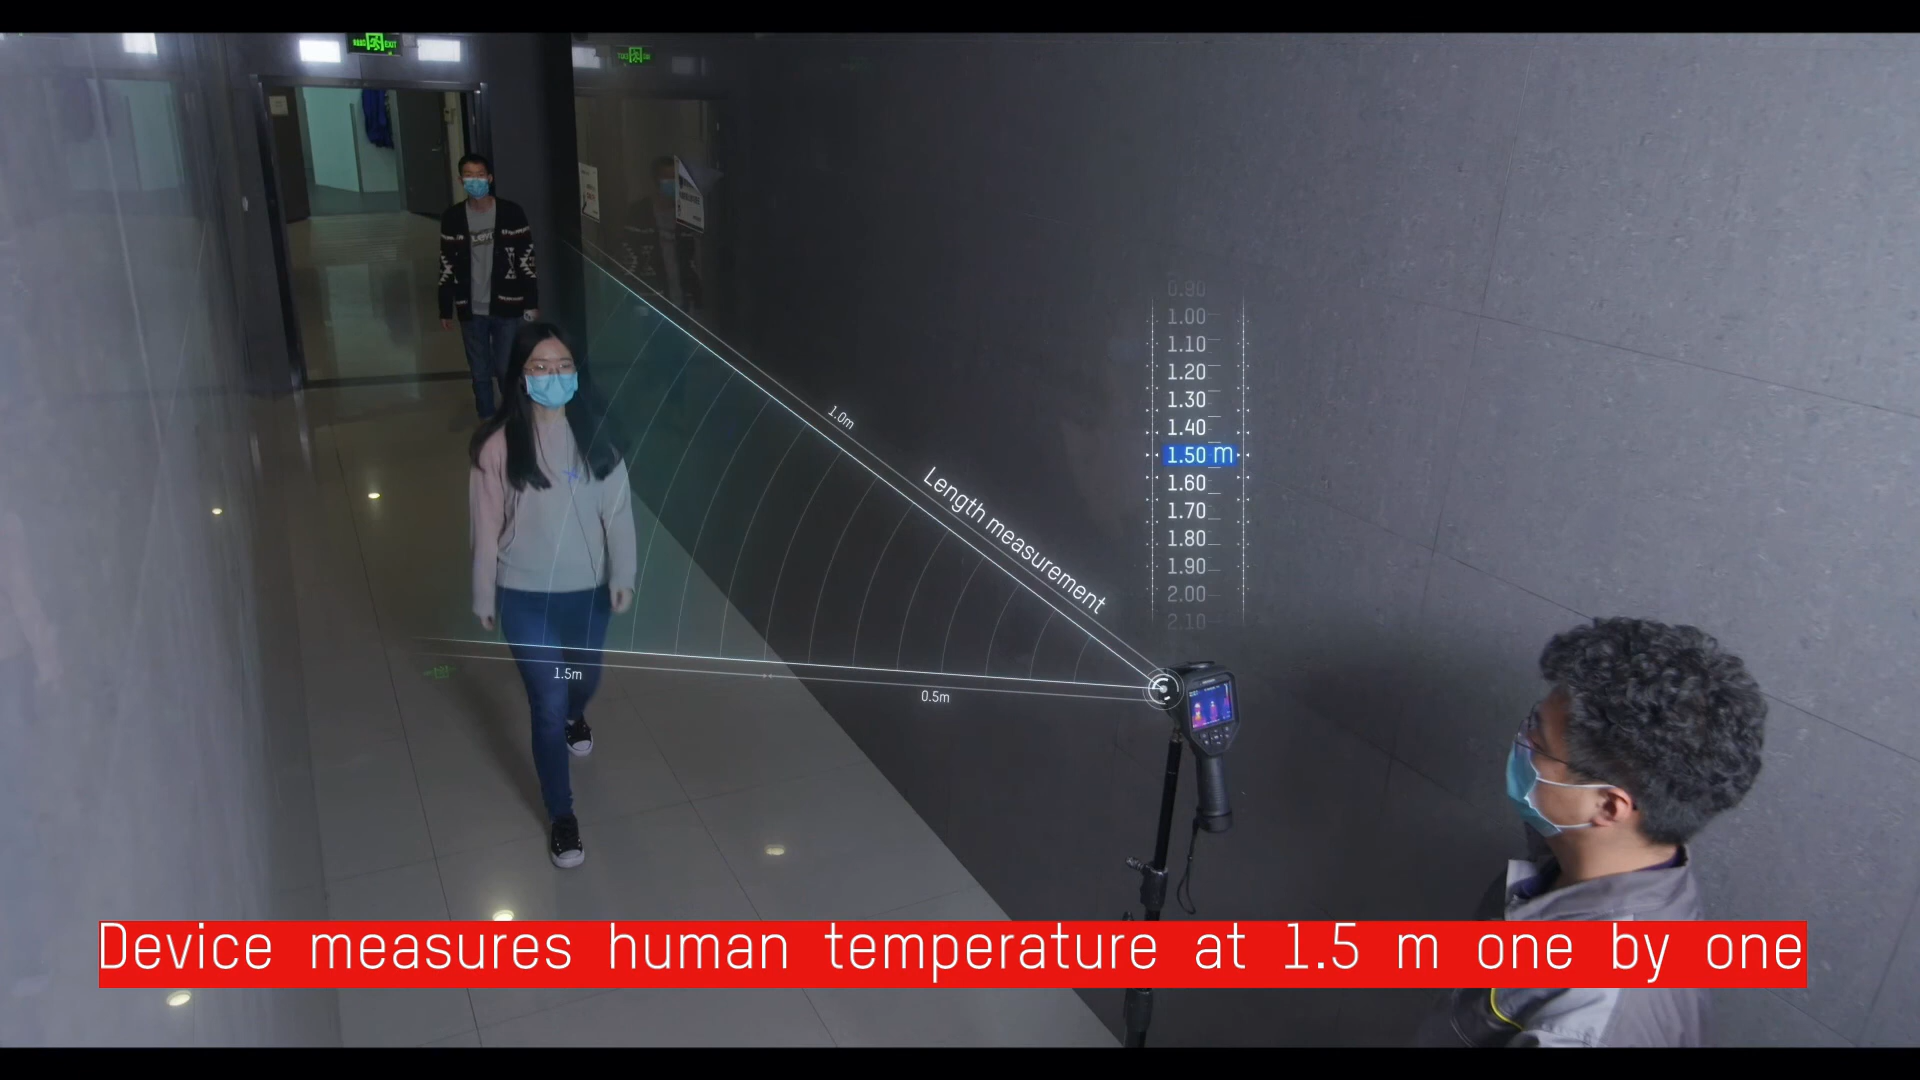 EXIT
0.90
1.00
1.10
1.20
1.30
1.40
1.50 m
1.60
1.70
1.80
1.90
2.00
2.10
1.0m
Length measurement
1.5m
0.5m
Device measures human temperature at 1.5 m one by one